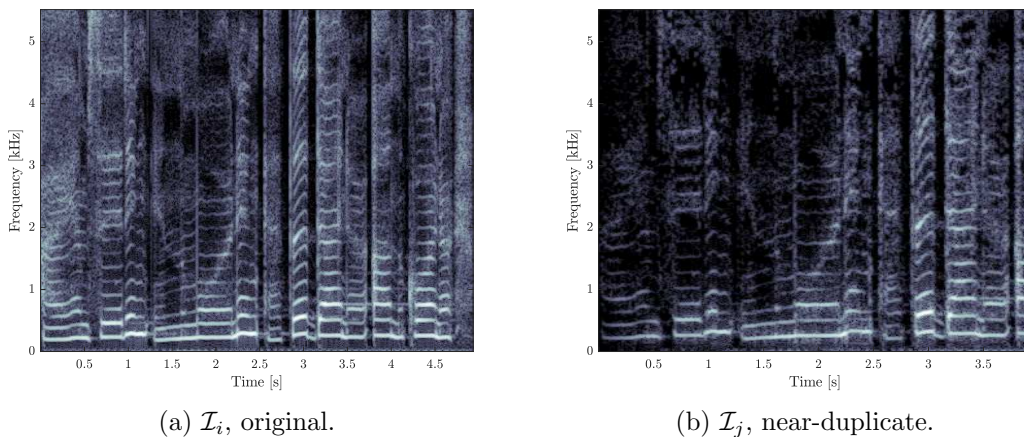 5
4
3
2
1
0
Frequency [kHz]
0.5 1 1.5 2 2.5 3 3.5 4 4.5
Time [s]
(a) ℐᵢ, original.
5
4
3
2
1
0
Frequency [kHz]
0.5 1 1.5 2 2.5 3 3.5
Time [s]
(b) ℐⱼ, near-duplicate.